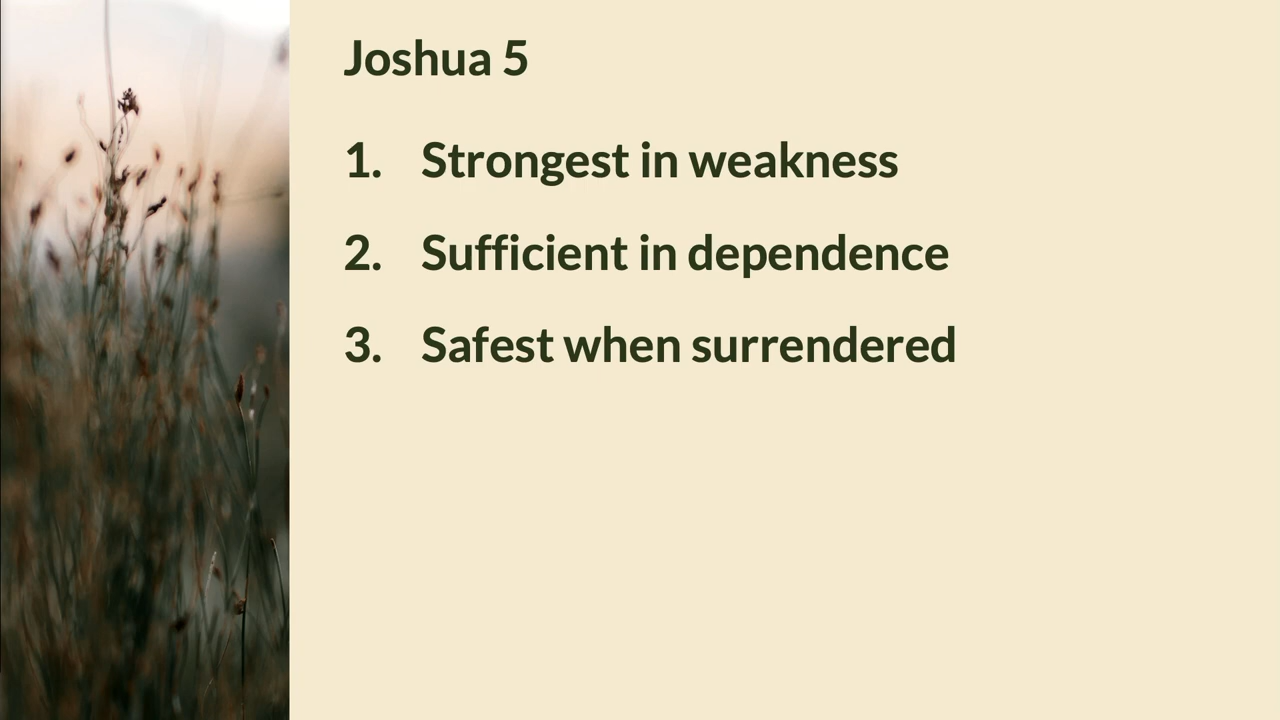 Joshua 5
1. Strongest in weakness
2. Sufficient in dependence
3. Safest when surrendered